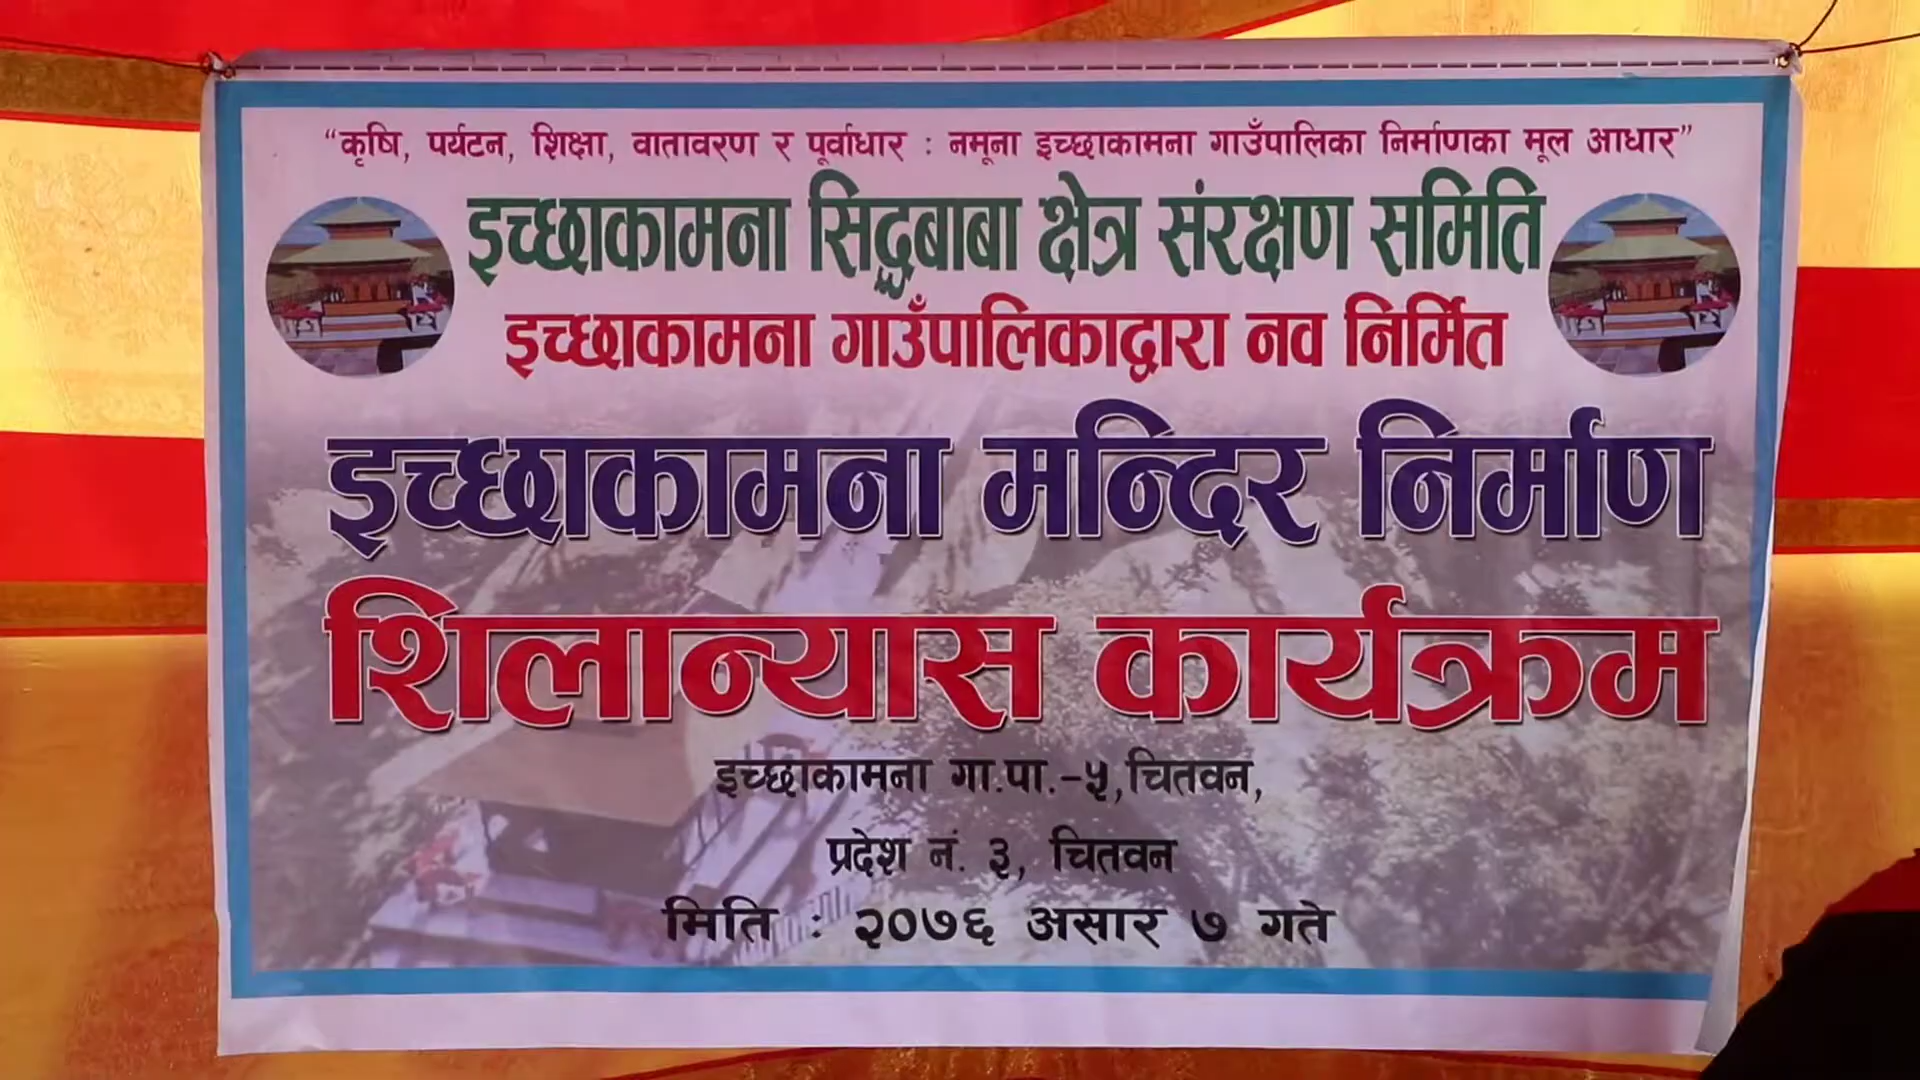 “कृषि, पर्यटन, शिक्षा, वातावरण र पूर्वाधार : नमूना इच्छाकामना गाउँपालिका निर्माणका मूल आधार”
इच्छाकामना सिद्धबाबा क्षेत्र संरक्षण समिति
इच्छाकामना गाउँपालिकाद्वारा नव निर्मित
इच्छाकामना मन्दिर निर्माण
शिलान्यास कार्यक्रम
इच्छाकामना गा.पा.-५,चितवन,
प्रदेश नं. ३, चितवन
मिति : २०७६ असार ७ गते